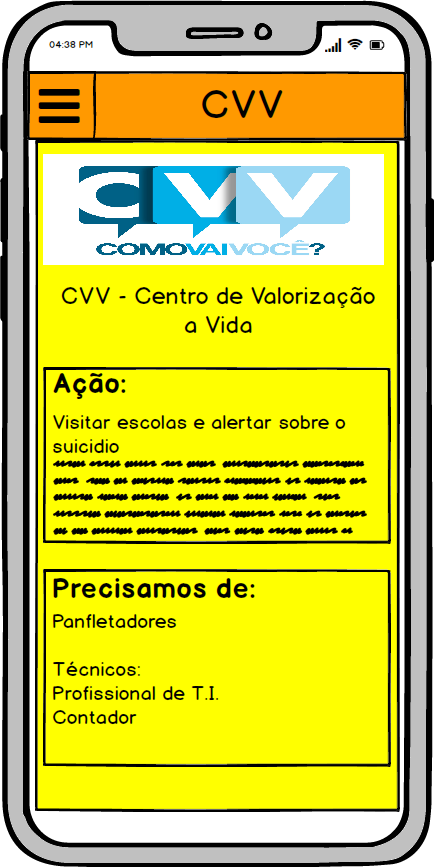 04:38 PM
CVV
CVV
COMOVAIVOCÊ?
CVV - Centro de Valorização
a Vida
Ação:
Visitar escolas e alertar sobre o
suicidio
Precisamos de:
Panfletadores
Técnicos:
Profissional de T.I.
Contador